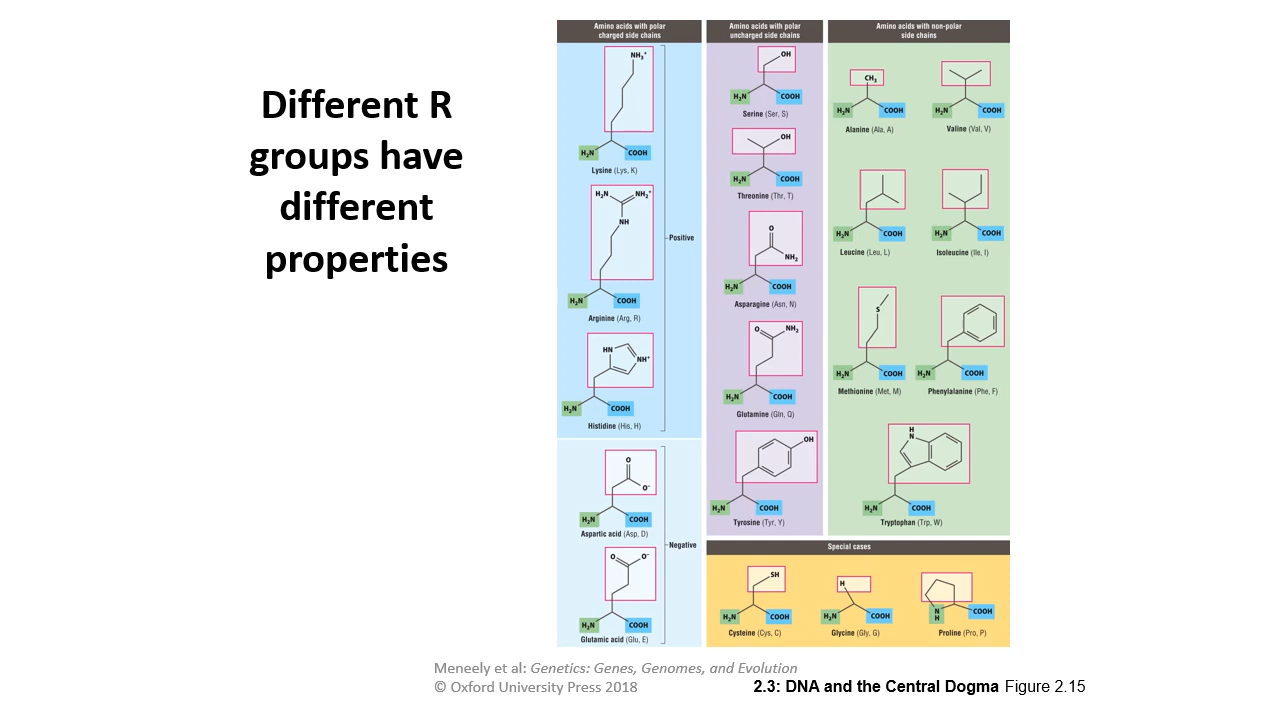 Different R
groups have
different
properties
Amino acids with polar
charged side chains
NH₃⁺
H₂N
COOH
Lysine (Lys, K)
H₂N
NH₂⁺
NH
H₂N
COOH
Arginine (Arg, R)
HN
NH⁺
H₂N
COOH
Histidine (His, H)
Positive
O
O⁻
H₂N
COOH
Aspartic acid (Asp, D)
O
O⁻
H₂N
COOH
Glutamic acid (Glu, E)
Negative
Amino acids with polar
uncharged side chains
OH
H₂N
COOH
Serine (Ser, S)
OH
H₂N
COOH
Threonine (Thr, T)
O
NH₂
H₂N
COOH
Asparagine (Asn, N)
O
NH₂
H₂N
COOH
Glutamine (Gln, Q)
OH
H₂N
COOH
Tyrosine (Tyr, Y)
Amino acids with non-polar
side chains
CH₃
H₂N
COOH
Alanine (Ala, A)
H₂N
COOH
Valine (Val, V)
H₂N
COOH
Leucine (Leu, L)
H₂N
COOH
Isoleucine (Ile, I)
S
H₂N
COOH
Methionine (Met, M)
H₂N
COOH
Phenylalanine (Phe, F)
H
N
H₂N
COOH
Tryptophan (Trp, W)
Special cases
SH
H₂N
COOH
Cysteine (Cys, C)
H
H₂N
COOH
Glycine (Gly, G)
N
H
COOH
Proline (Pro, P)
Meneely et al: Genetics: Genes, Genomes, and Evolution
© Oxford University Press 2018
2.3: DNA and the Central Dogma Figure 2.15